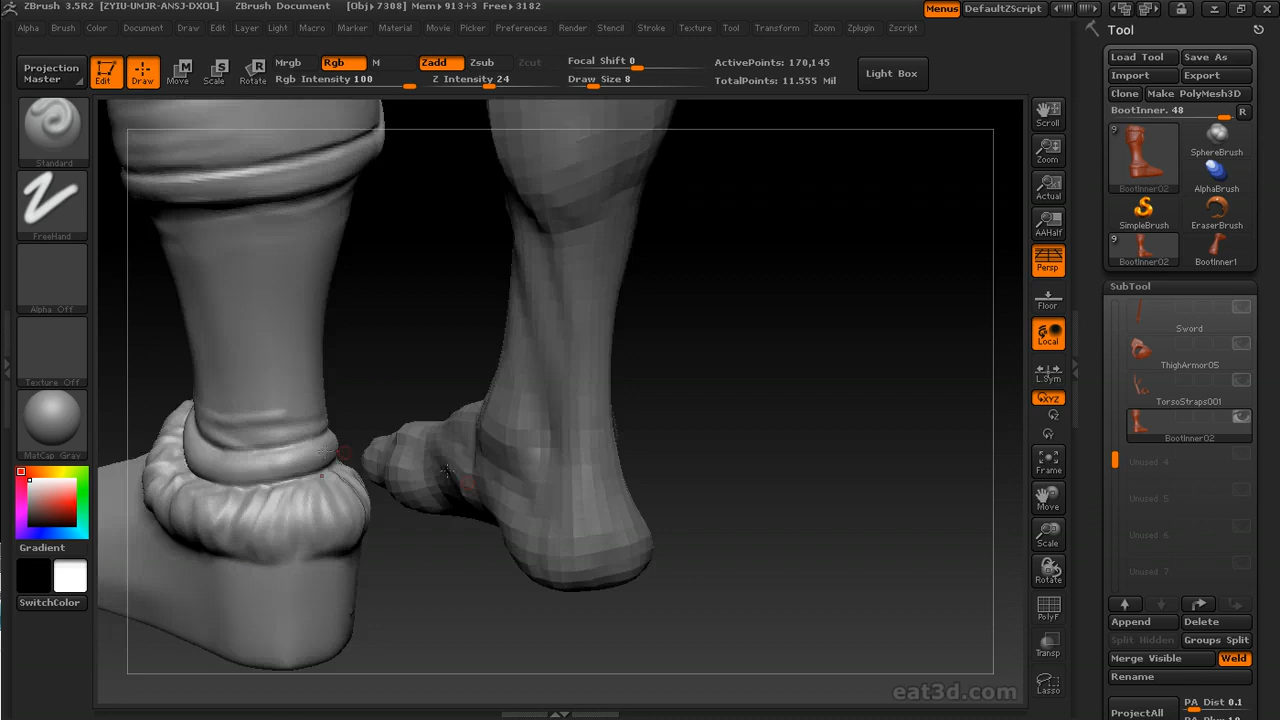 ZBrush 3.5R2 [ZYIU-UMJR-ANSJ-DXOL] ZBrush Document [Obj▸7308] Mem▸913+3 Free▸3182 Menus DefaultZScript
Alpha Brush Color Document Draw Edit Layer Light Macro Marker Material Movie Picker Preferences Render Stencil Stroke Texture Tool Transform Zoom Zplugin Zscript
Projection Master
Edit
Draw
Move
Scale
Rotate
Mrgb Rgb M
Rgb Intensity 100
Zadd Zsub Zcut
Z Intensity 24
Focal Shift 0
Draw Size 8
ActivePoints: 170,145
TotalPoints: 11.555 Mil
Light Box
Standard
FreeHand
Alpha Off
Texture Off
MatCap Gray
Gradient
SwitchColor
Scroll
Zoom
Actual
AAHalf
Persp
Floor
Local
L.Sym
XYZ
Frame
Move
Scale
Rotate
PolyF
Transp
Lasso
Tool
Load Tool Save As
Import Export
Clone Make PolyMesh3D
BootInner. 48 R
9
BootInner02
SphereBrush
AlphaBrush
SimpleBrush EraserBrush
9
BootInner02 BootInner1
SubTool
Sword
ThighArmor05
TorsoStraps001
BootInner02
Unused 4
Unused 5
Unused 6
Unused 7
Append Delete
Split Hidden Groups Split
Merge Visible Weld
Rename
ProjectAll PA Dist 0.1
eat3d.com